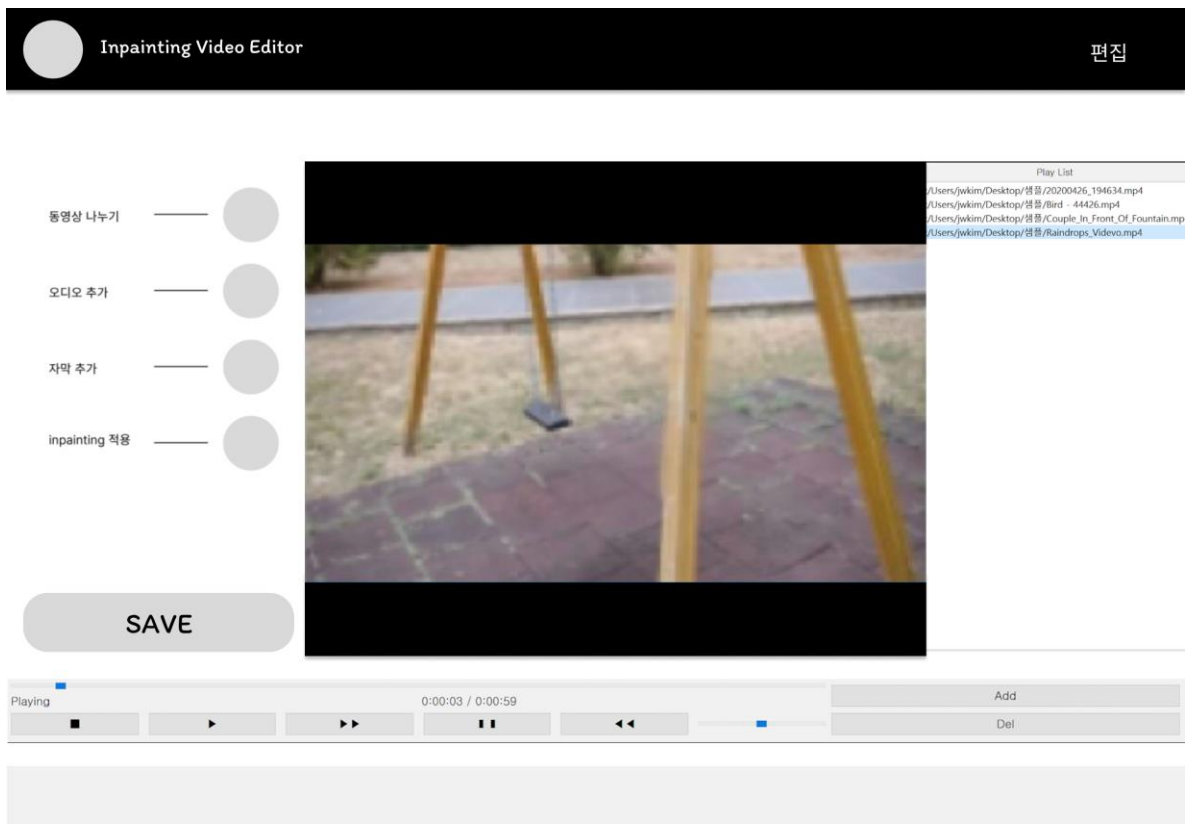 Inpainting Video Editor
편집
동영상 나누기
오디오 추가
자막 추가
inpainting 적용
SAVE
Play List
:/Users/jwkim/Desktop/샘플/20200426_194634.mp4
:/Users/jwkim/Desktop/샘플/Bird - 44426.mp4
:/Users/jwkim/Desktop/샘플/Couple_In_Front_Of_Fountain.mp
:/Users/jwkim/Desktop/샘플/Raindrops_Videvo.mp4
Playing
0:00:03 / 0:00:59
Add
Del